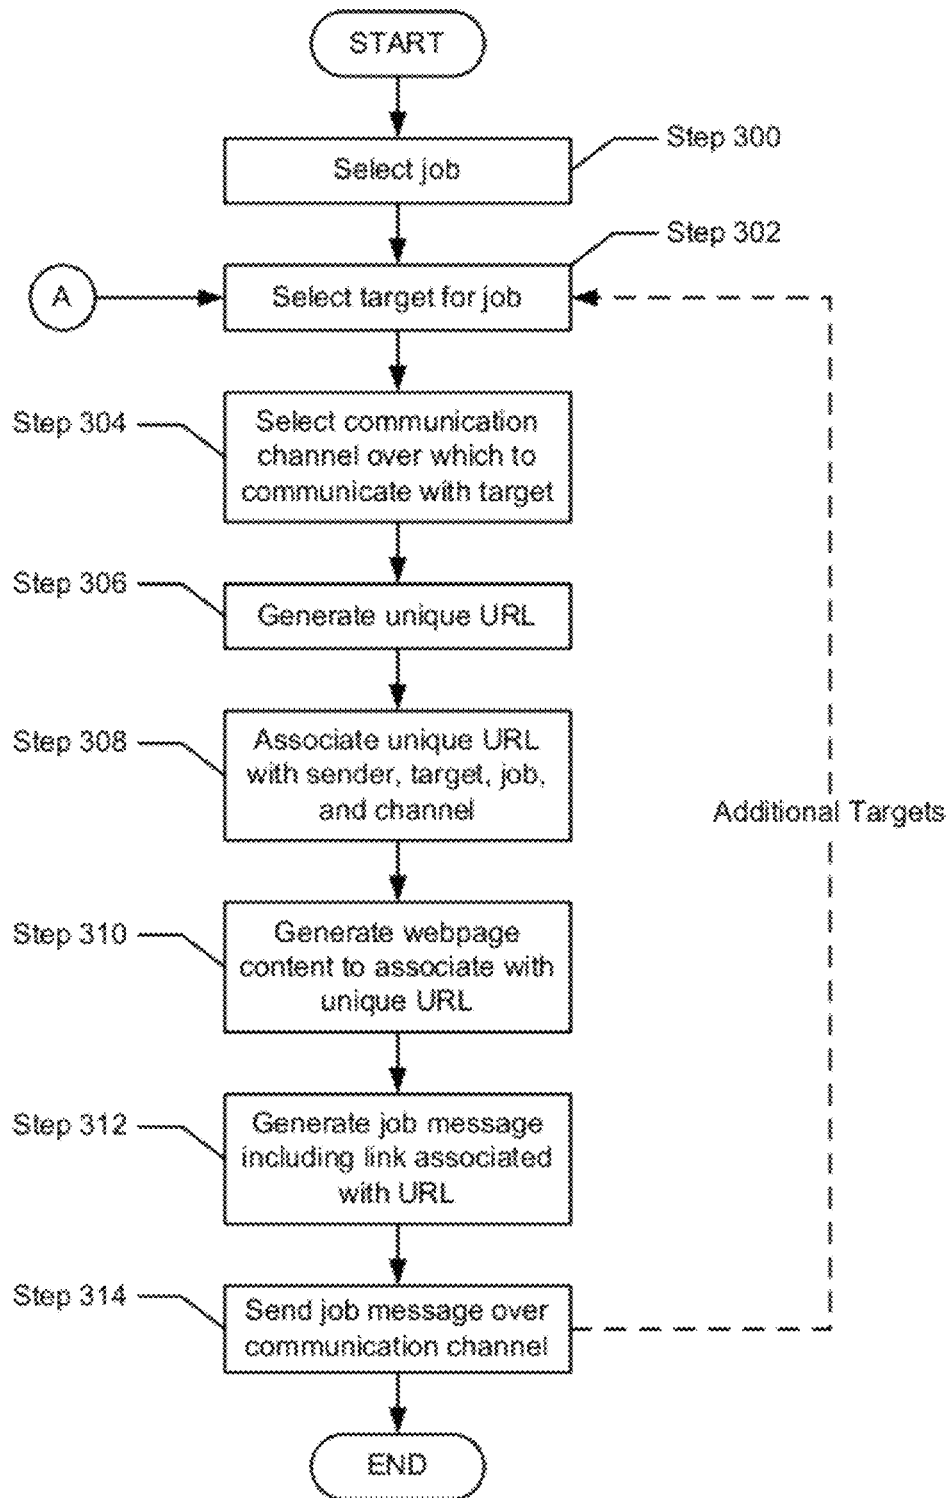 START
Select job
Step 300
Step 302
A
Select target for job
Step 304
Select communication
channel over which to
communicate with target
Step 306
Generate unique URL
Step 308
Associate unique URL
with sender, target, job,
and channel
Additional Targets
Step 310
Generate webpage
content to associate with
unique URL
Step 312
Generate job message
including link associated
with URL
Step 314
Send job message over
communication channel
END